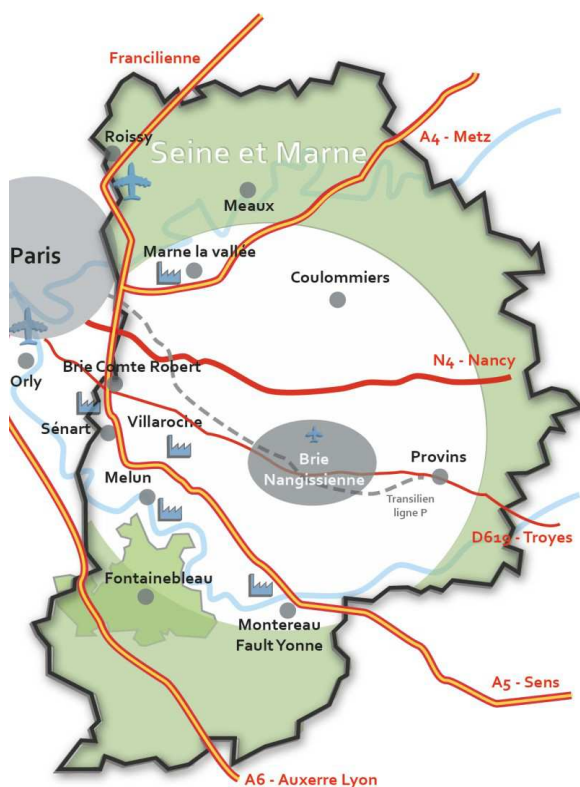 Francilienne
Roissy
Seine et Marne
A4 - Metz
Meaux
Paris
Marne la vallée
Coulommiers
N4 - Nancy
Orly
Brie Comte Robert
Sénart
Villaroche
Brie
Nangissienne
Provins
Melun
Transilien
ligne P
D619 - Troyes
Fontainebleau
Montereau
Fault Yonne
A5 - Sens
A6 - Auxerre Lyon